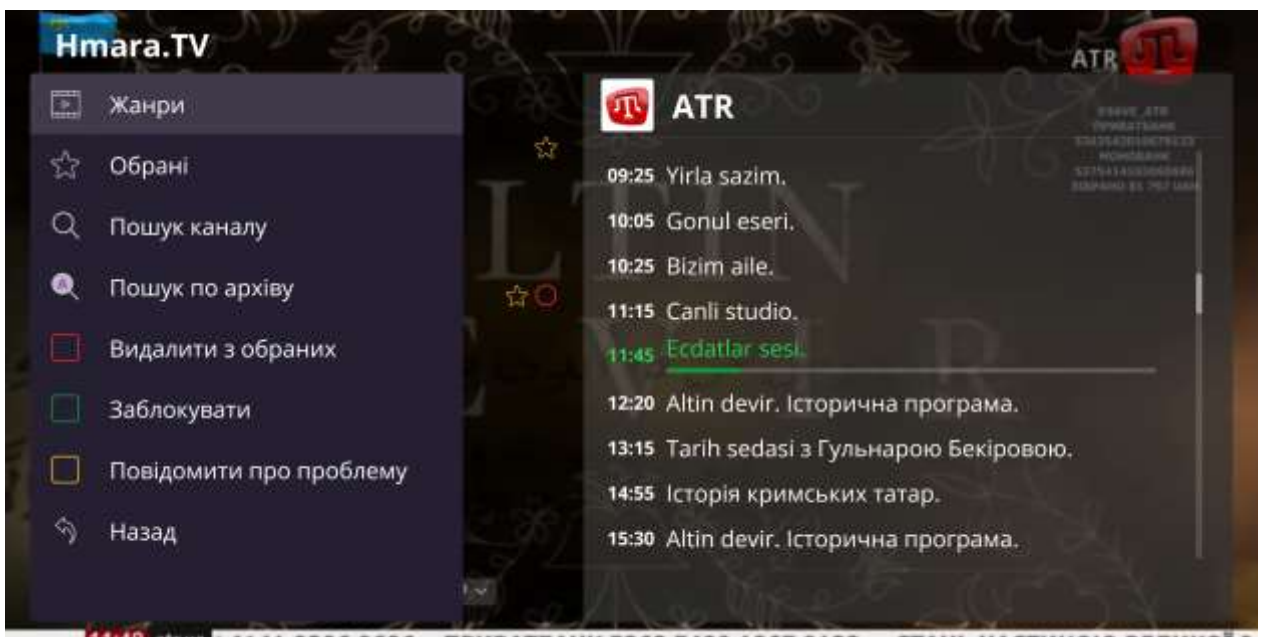 Hmara.TV
ATR
Жанри
Обрані
Пошук каналу
Пошук по архіву
Видалити з обраних
Заблокувати
Повідомити про проблему
Назад
ATR
09:25 Yirla sazim.
10:05 Gonul eseri.
10:25 Bizim aile.
11:15 Canli studio.
11:45 Ecdatlar sesi.
12:20 Altin devir. Історична програма.
13:15 Tarih sedasi з Гульнарою Бекіровою.
14:55 Історія кримських татар.
15:30 Altin devir. Історична програма.
LTIN
EVIR